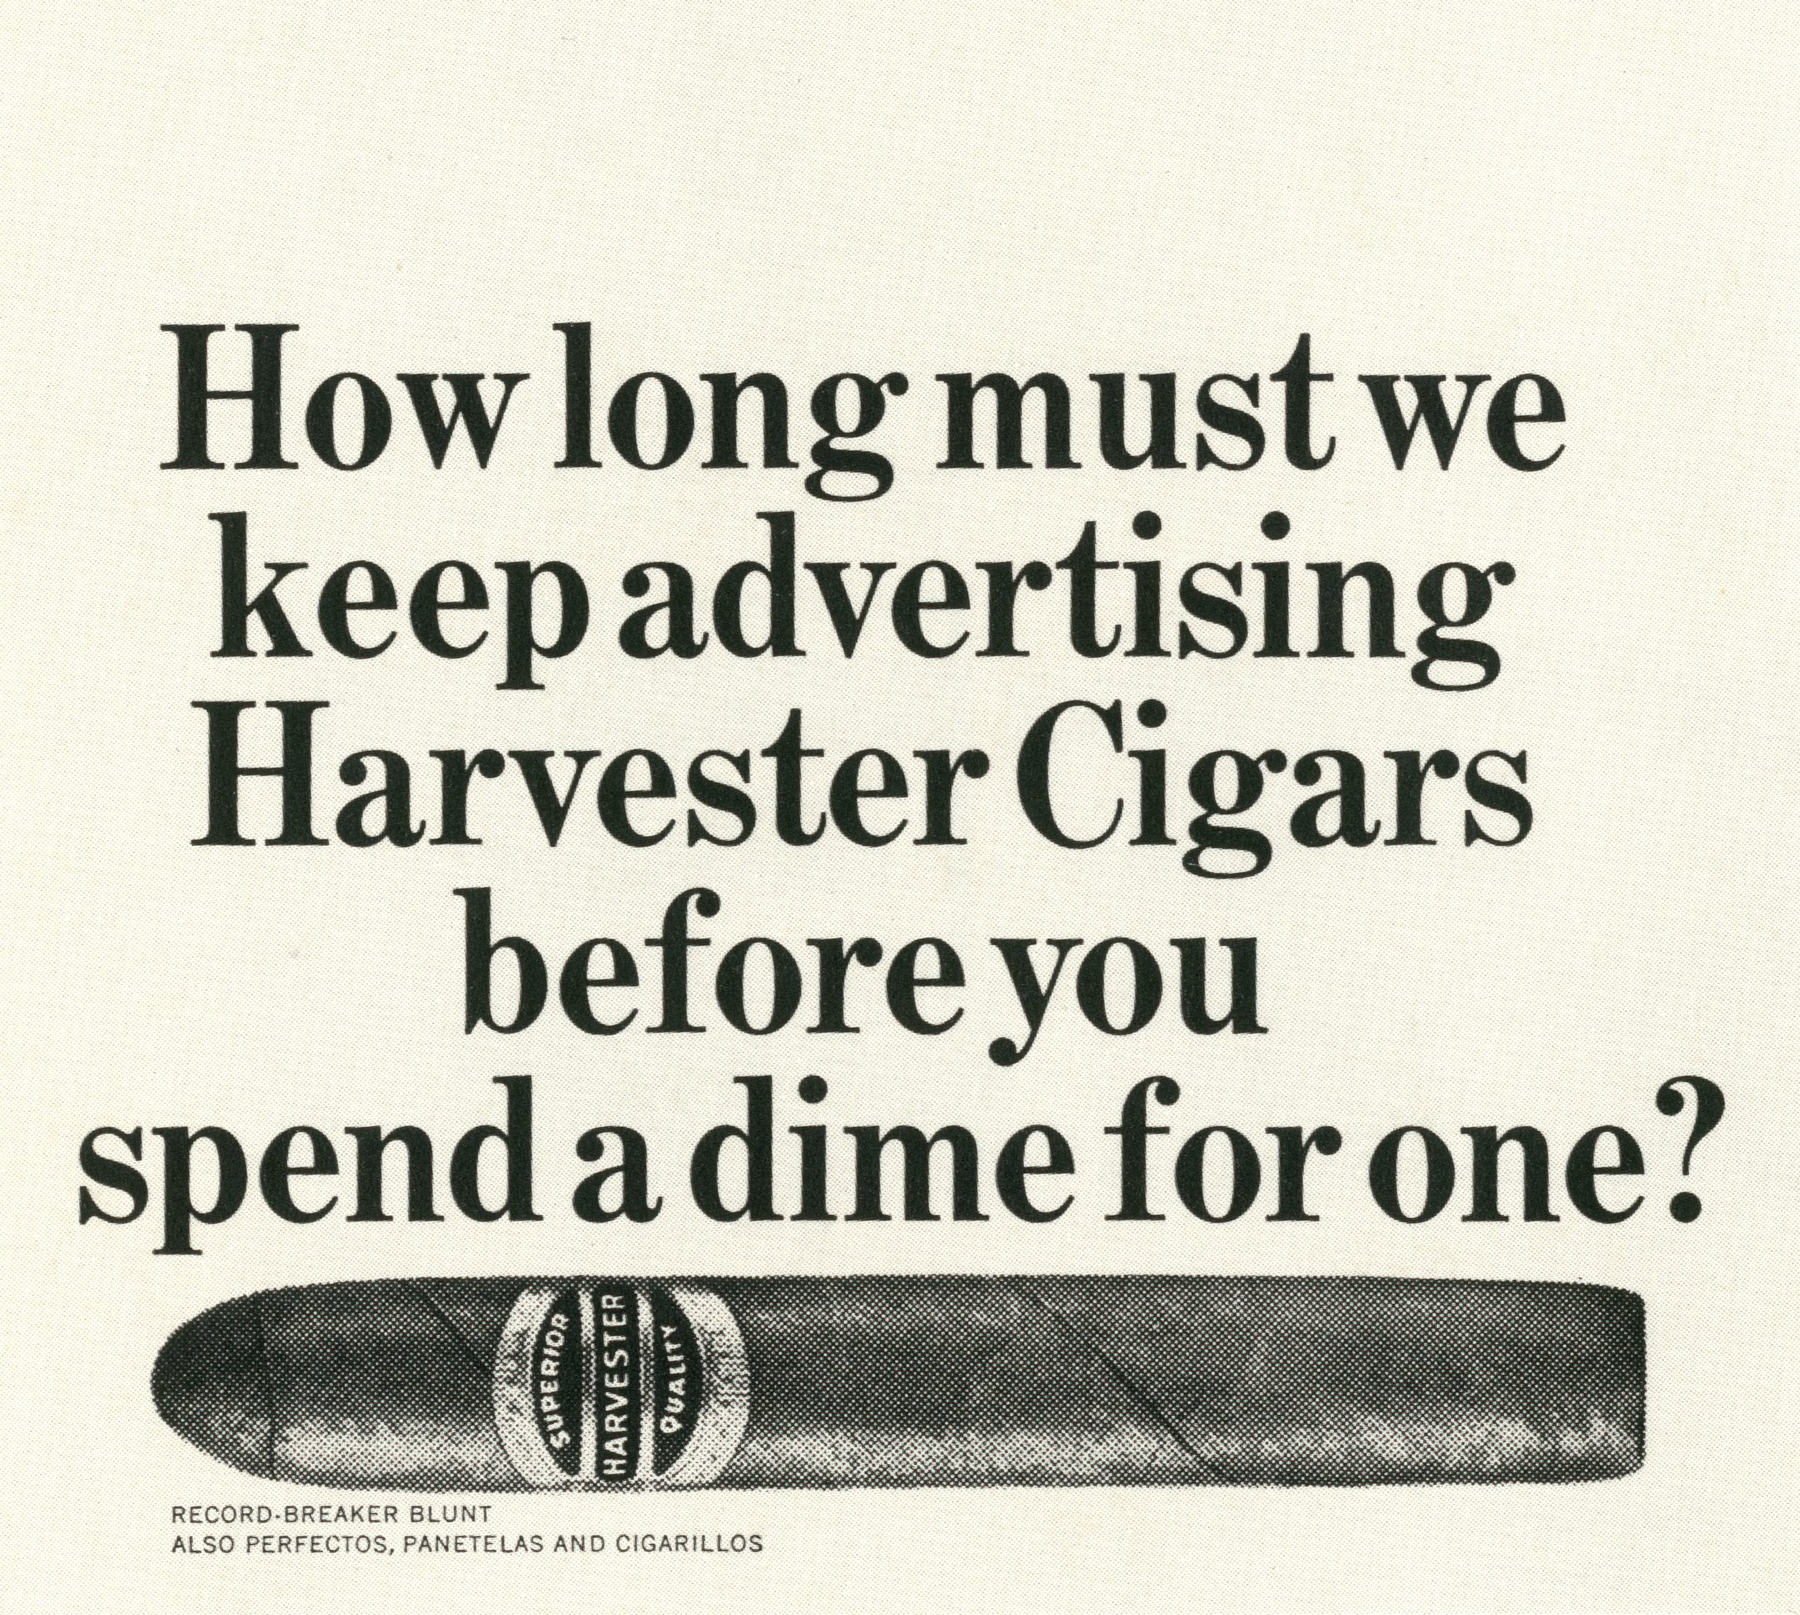 How long must we
keep advertising
Harvester Cigars
before you
spend a dime for one?
SUPERIOR
HARVESTER
QUALITY
RECORD-BREAKER BLUNT
ALSO PERFECTOS, PANETELAS AND CIGARILLOS